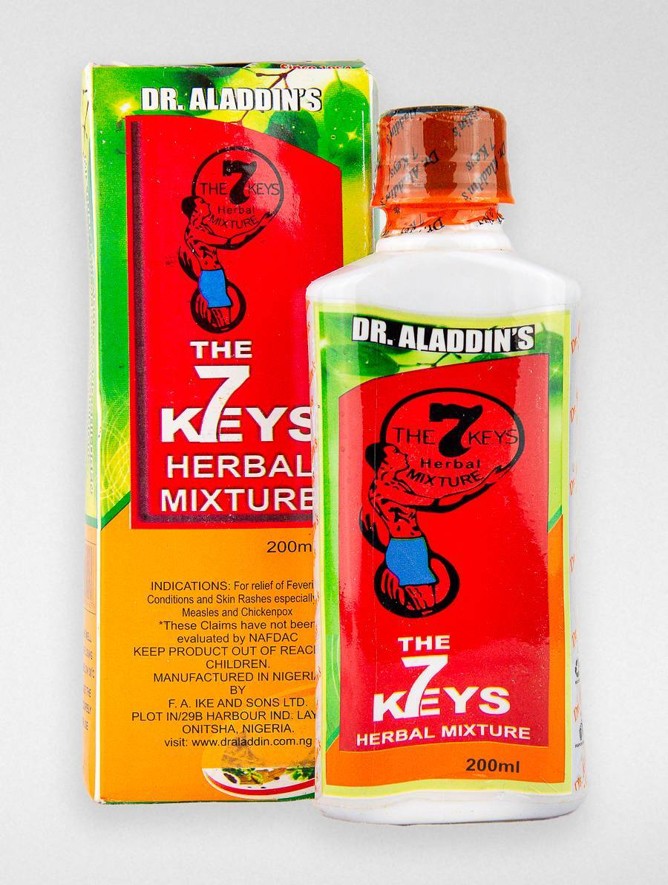 DR. ALADDIN'S
THE 7 KEYS
Herbal
MIXTURE
THE
7
KEYS
HERBAL
MIXTURE
200m
INDICATIONS: For relief of Feveri
Conditions and Skin Rashes especiall
Measles and Chickenpox
*These Claims have not been
evaluated by NAFDAC
KEEP PRODUCT OUT OF REAC
CHILDREN.
MANUFACTURED IN NIGERI
BY
F. A. IKE AND SONS LTD.
PLOT IN/29B HARBOUR IND. LAY
ONITSHA, NIGERIA.
visit: www.draladdin.com.ng
DR. ALADDIN'S
THE 7 KEYS
Herbal
MIXTURE
THE
7
KEYS
HERBAL MIXTURE
200ml